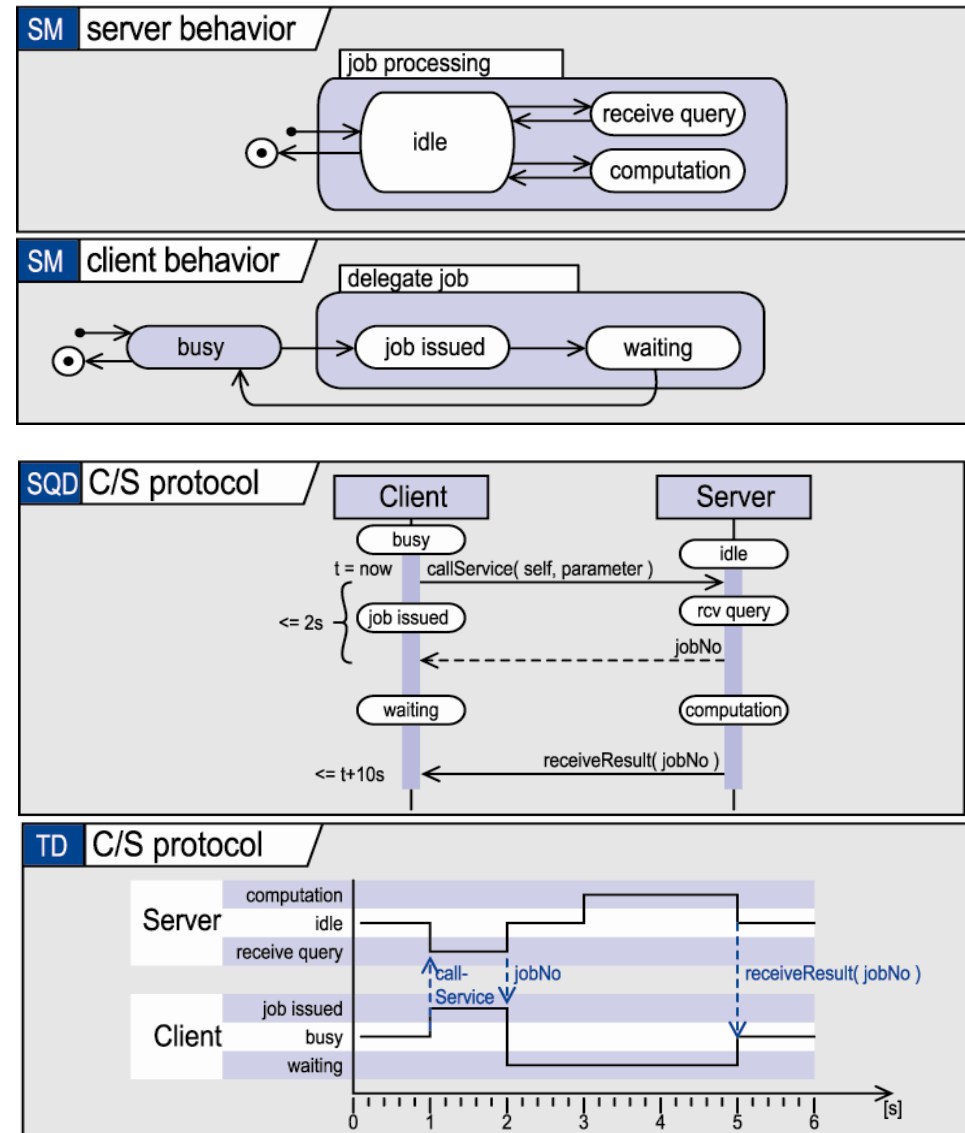 SM server behavior
job processing
idle
receive query
computation
SM client behavior
delegate job
busy
job issued
waiting
SQD C/S protocol
Client
Server
busy
idle
t = now
callService( self, parameter )
<= 2s
job issued
rcv query
jobNo
waiting
computation
<= t+10s
receiveResult( jobNo )
TD C/S protocol
Server
computation
idle
receive query
call-
Service
jobNo
receiveResult( jobNo )
Client
job issued
busy
waiting
0 1 2 3 4 5 6 [s]